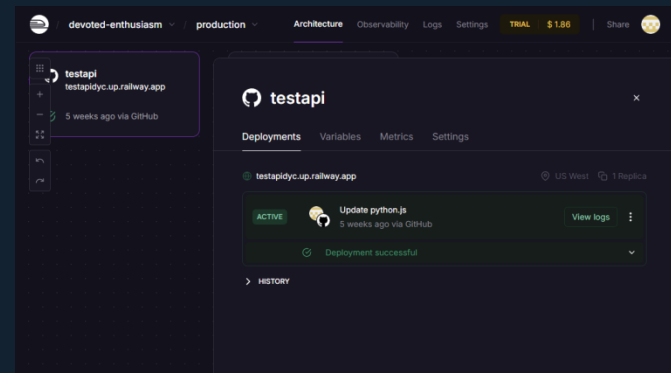 devoted-enthusiasm / production Architecture Observability Logs Settings TRIAL $1.86 Share
testapi
testapidyc.up.railway.app
5 weeks ago via GitHub
testapi
Deployments Variables Metrics Settings
testapidyc.up.railway.app US West 1 Replica
ACTIVE Update python.js View logs
5 weeks ago via GitHub
Deployment successful
HISTORY